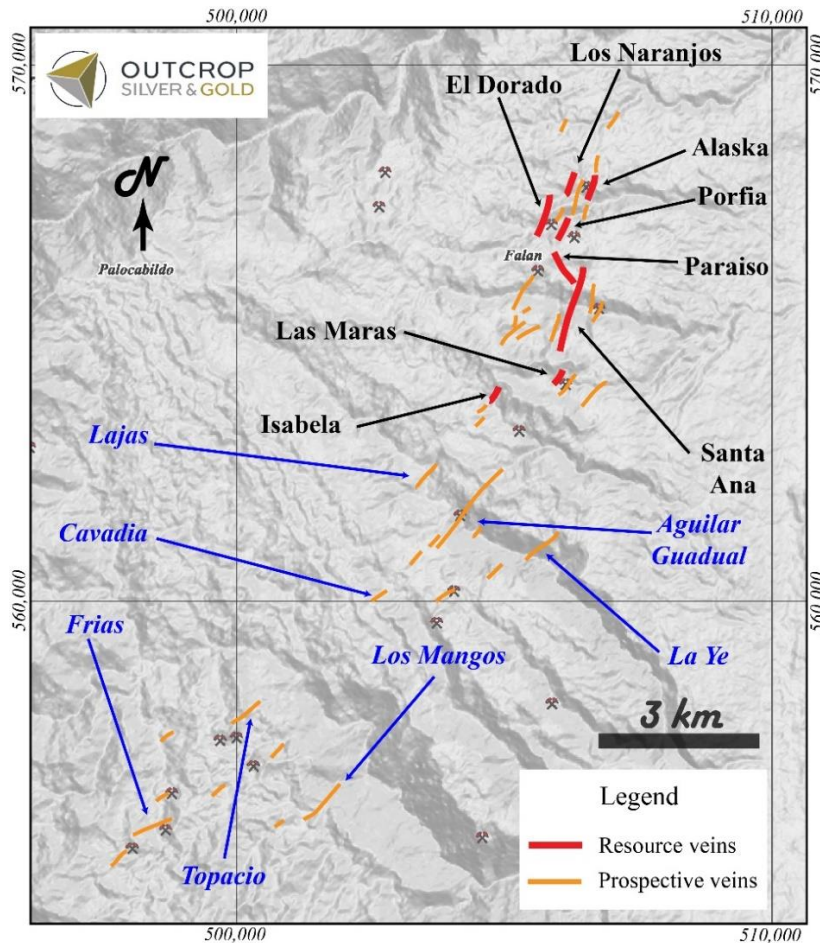 500,000
510,000
570,000
570,000
OUTCROP
SILVER & GOLD
Los Naranjos
El Dorado
Alaska
Porfia
N
Palocabildo
Falan
Paraiso
Las Maras
Isabela
Santa
Ana
Lajas
Aguilar
Guadual
Cavadia
560,000
560,000
Frias
Los Mangos
La Ye
3 km
Topacio
Legend
Resource veins
Prospective veins
500,000
510,000